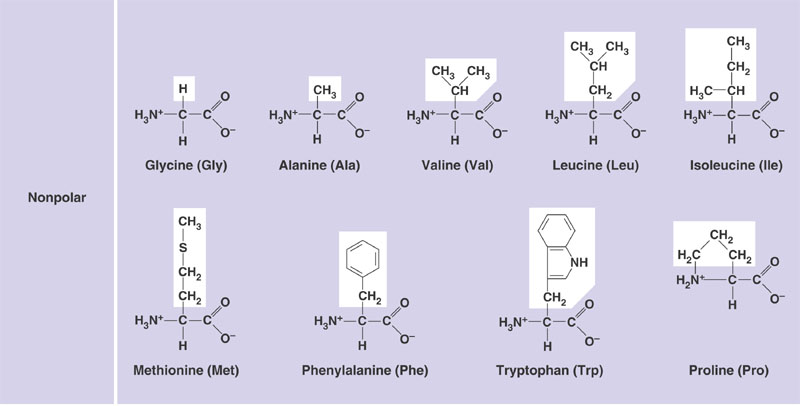 Nonpolar
H
H₃N⁺ C C O
O⁻
H
Glycine (Gly)
CH₃
H₃N⁺ C C O
O⁻
H
Alanine (Ala)
CH₃ CH₃
CH
H₃N⁺ C C O
O⁻
H
Valine (Val)
CH₃ CH₃
CH
CH₂
H₃N⁺ C C O
O⁻
H
Leucine (Leu)
CH₃
CH₂
H₃C CH
H₃N⁺ C C O
O⁻
H
Isoleucine (Ile)
CH₃
S
CH₂
CH₂
H₃N⁺ C C O
O⁻
H
Methionine (Met)
CH₂
H₃N⁺ C C O
O⁻
H
Phenylalanine (Phe)
NH
CH₂
H₃N⁺ C C O
O⁻
H
Tryptophan (Trp)
CH₂
H₂C CH₂
H₂N⁺ C C O
O⁻
H
Proline (Pro)